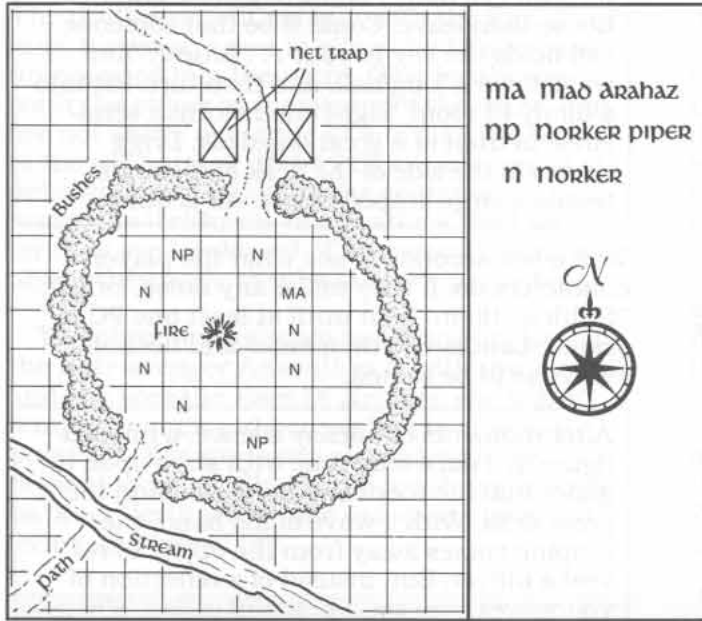 Net trap
Bushes
NP N
N MA
Fire N
N N
N
NP
Stream
Path
MA Mad Arahaz
NP Norker Piper
N Norker
N